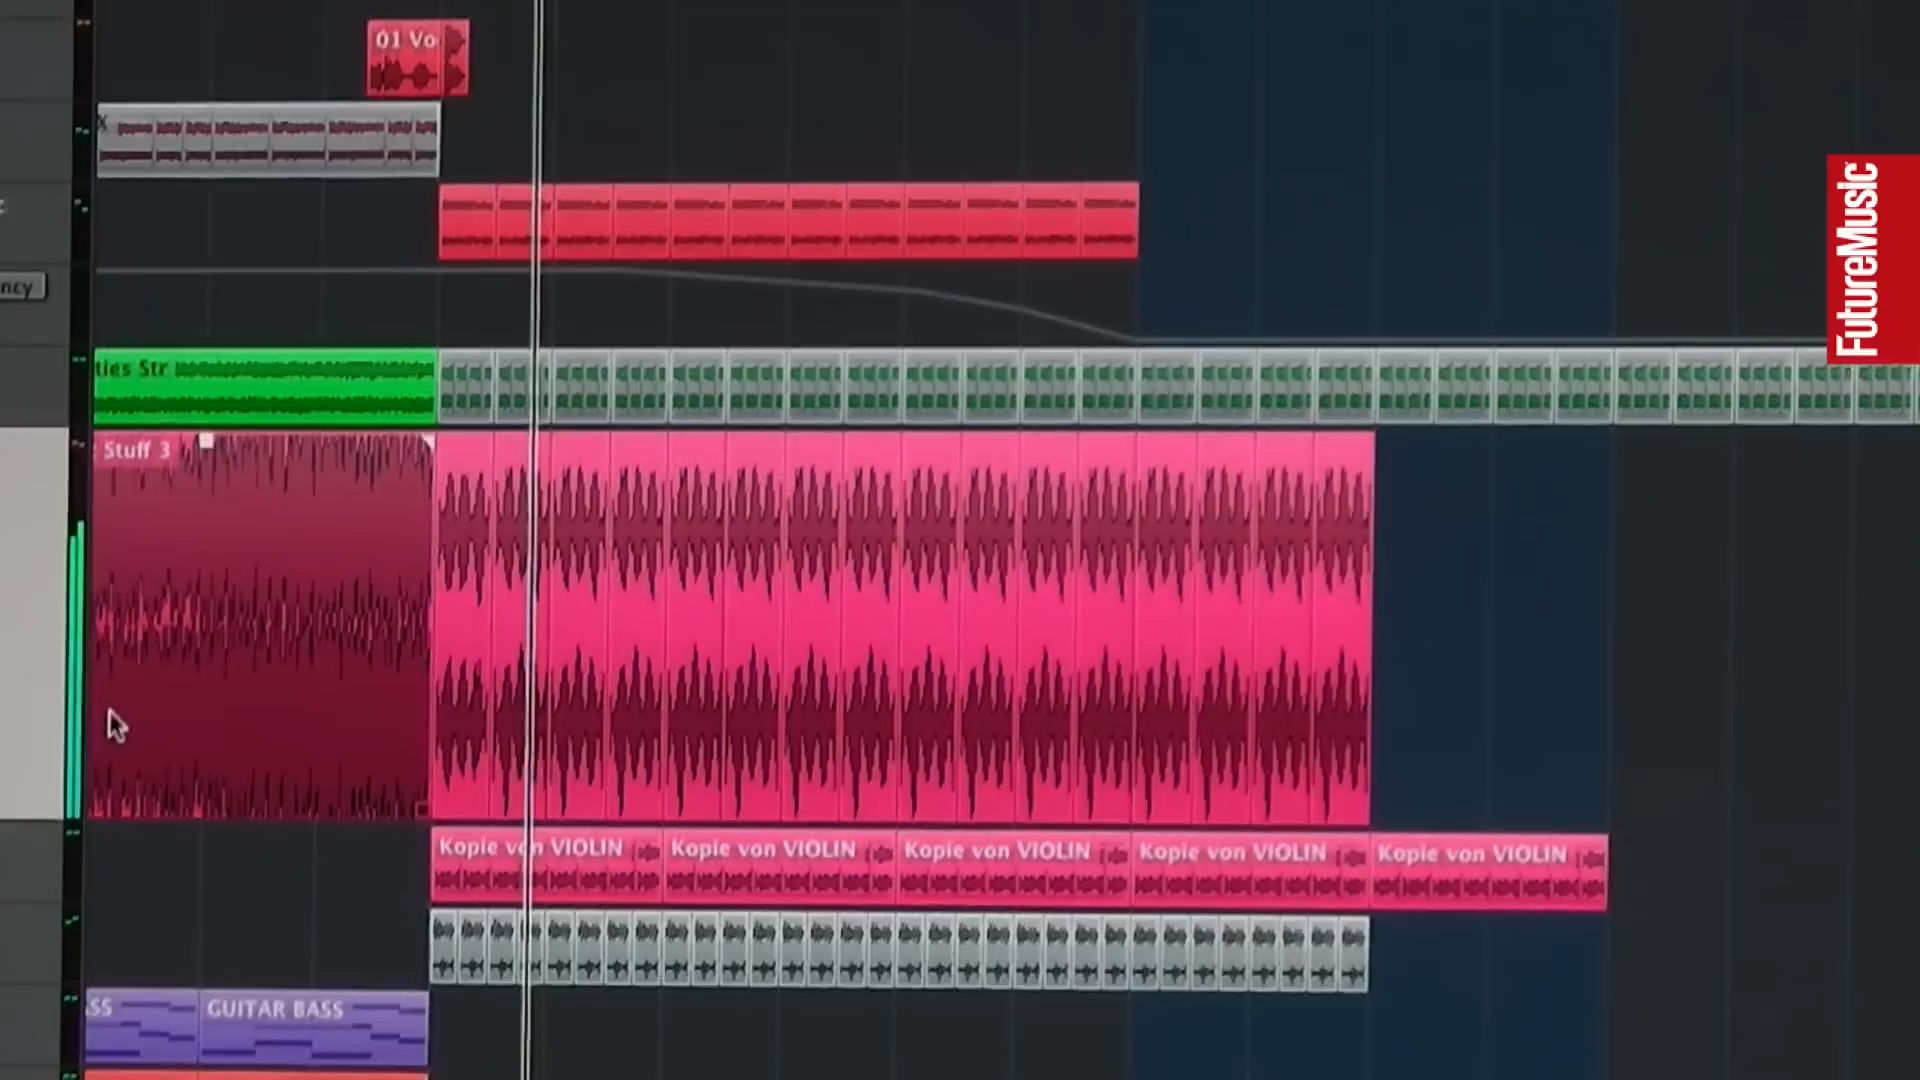 01 Vo
ncy
ties Str
Stuff 3
Kopie von VIOLIN
Kopie von VIOLIN
Kopie von VIOLIN
Kopie von VIOLIN
Kopie von VIOLIN
SS
GUITAR BASS
FutureMusic